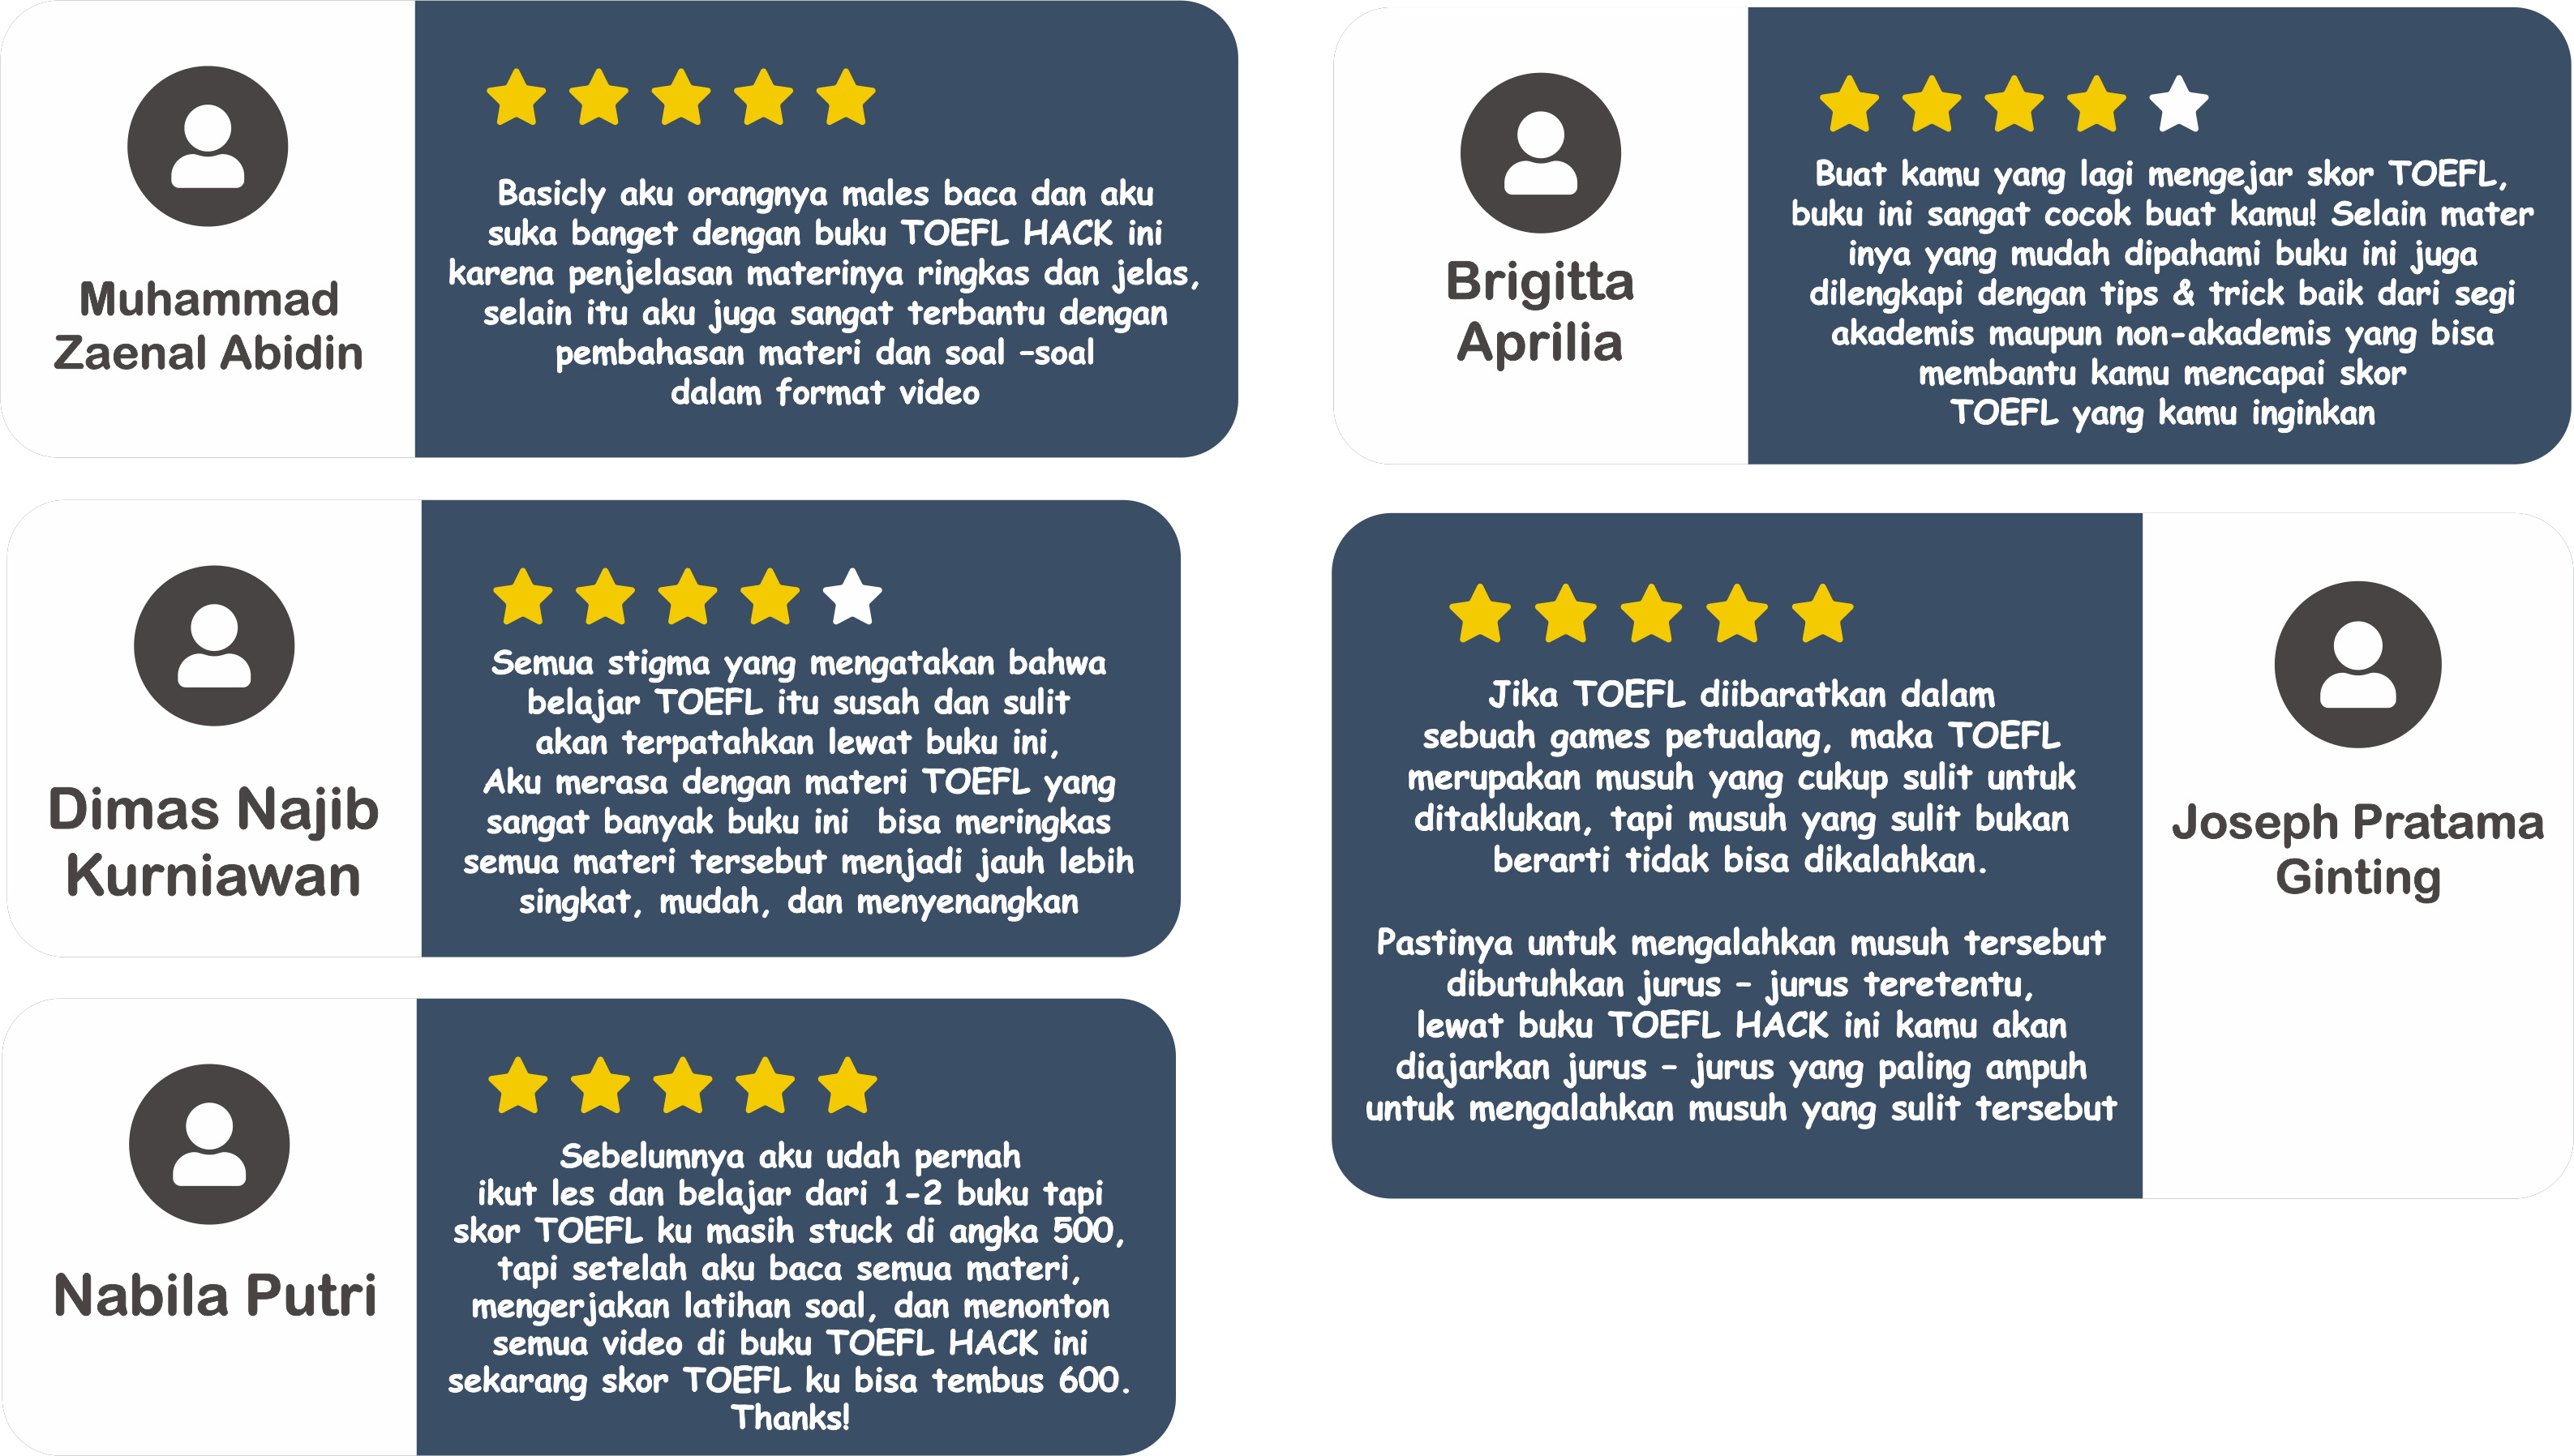 Muhammad
Zaenal Abidin
Basicly aku orangnya males baca dan aku
suka banget dengan buku TOEFL HACK ini
karena penjelasan materinya ringkas dan jelas,
selain itu aku juga sangat terbantu dengan
pembahasan materi dan soal -soal
dalam format video
Brigitta
Aprilia
Buat kamu yang lagi mengejar skor TOEFL,
buku ini sangat cocok buat kamu! Selain mater
inya yang mudah dipahami buku ini juga
dilengkapi dengan tips & trick baik dari segi
akademis maupun non-akademis yang bisa
membantu kamu mencapai skor
TOEFL yang kamu inginkan
Dimas Najib
Kurniawan
Semua stigma yang mengatakan bahwa
belajar TOEFL itu susah dan sulit
akan terpatahkan lewat buku ini,
Aku merasa dengan materi TOEFL yang
sangat banyak buku ini  bisa meringkas
semua materi tersebut menjadi jauh lebih
singkat, mudah, dan menyenangkan
Jika TOEFL diibaratkan dalam
sebuah games petualang, maka TOEFL
merupakan musuh yang cukup sulit untuk
ditaklukan, tapi musuh yang sulit bukan
berarti tidak bisa dikalahkan.
Pastinya untuk mengalahkan musuh tersebut
dibutuhkan jurus - jurus teretentu,
lewat buku TOEFL HACK ini kamu akan
diajarkan jurus - jurus yang paling ampuh
untuk mengalahkan musuh yang sulit tersebut
Joseph Pratama
Ginting
Nabila Putri
Sebelumnya aku udah pernah
ikut les dan belajar dari 1-2 buku tapi
skor TOEFL ku masih stuck di angka 500,
tapi setelah aku baca semua materi,
mengerjakan latihan soal, dan menonton
semua video di buku TOEFL HACK ini
sekarang skor TOEFL ku bisa tembus 600.
Thanks!